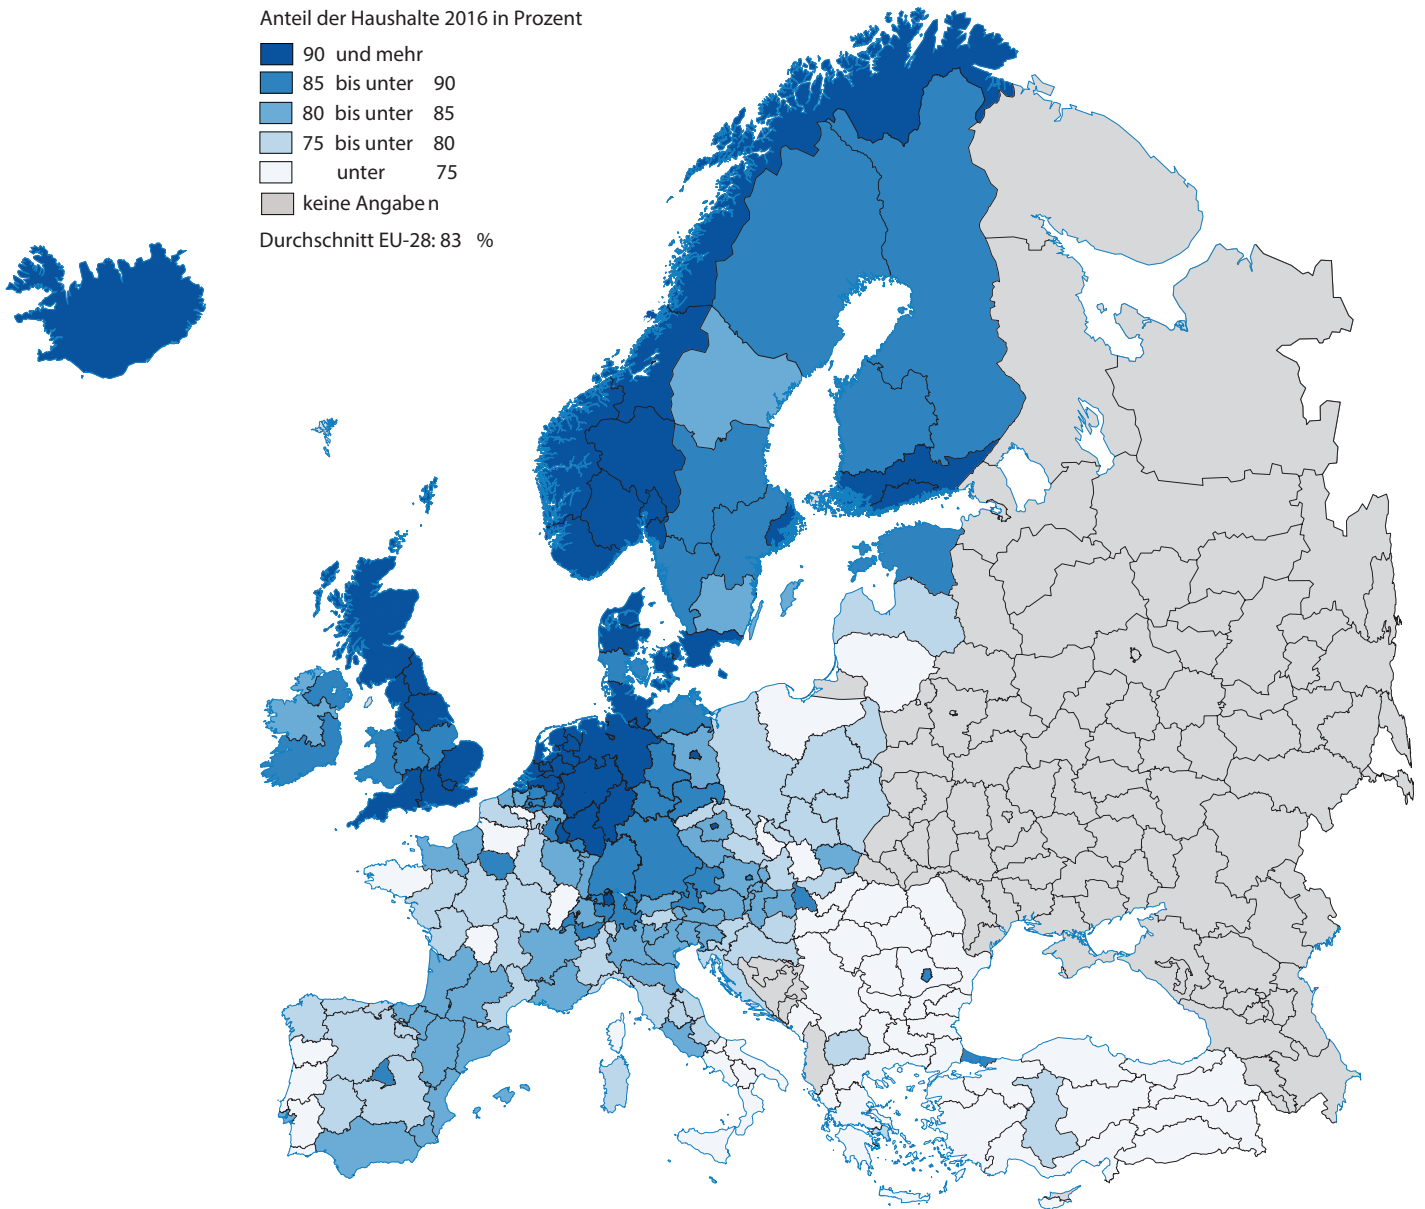 Anteil der Haushalte 2016 in Prozent
90 und mehr
85 bis unter 90
80 bis unter 85
75 bis unter 80
unter 75
keine Angaben
Durchschnitt EU-28: 83 %